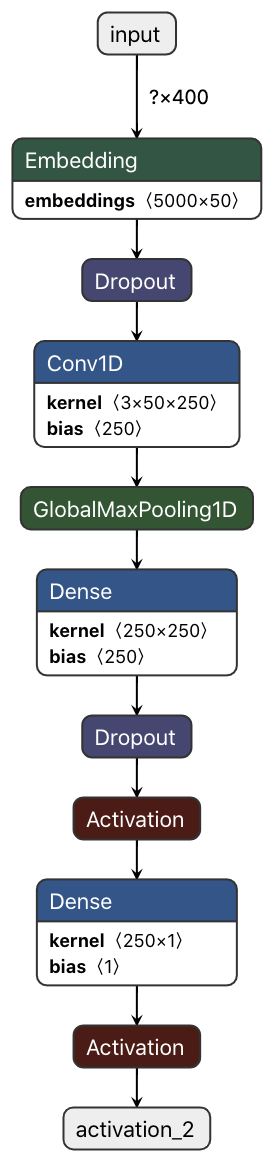 input
?×400
Embedding
embeddings ⟨5000×50⟩
Dropout
Conv1D
kernel ⟨3×50×250⟩
bias ⟨250⟩
GlobalMaxPooling1D
Dense
kernel ⟨250×250⟩
bias ⟨250⟩
Dropout
Activation
Dense
kernel ⟨250×1⟩
bias ⟨1⟩
Activation
activation_2